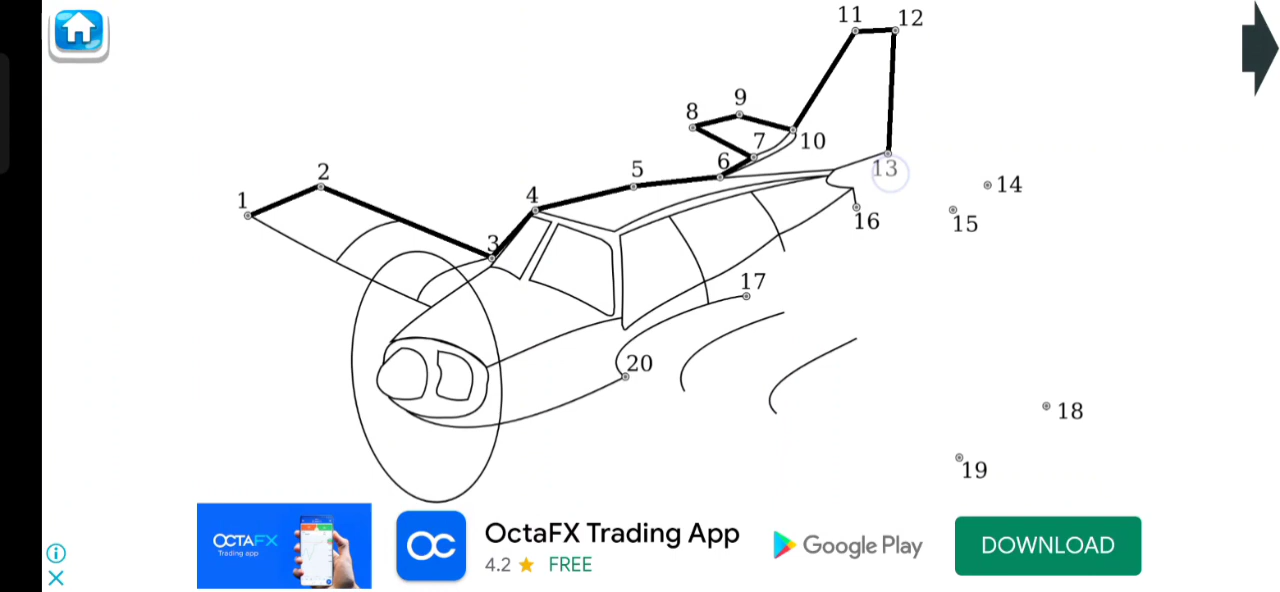 11 12
9
8
7
10
6
5
13
2
14
1
4
16
15
3
17
20
18
19
OCTAFX
Trading app
OC
OctaFX Trading App
4.2 ★ FREE
Google Play
DOWNLOAD